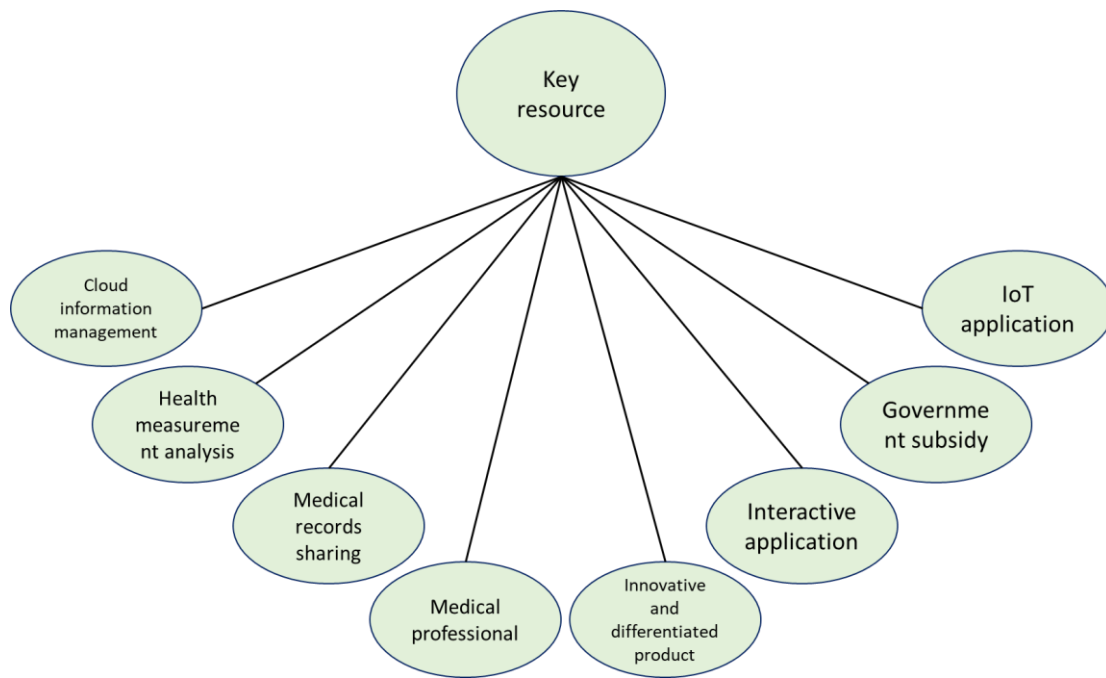 Key
resource
Cloud
information
management
IoT
application
Health
measureme
nt analysis
Governme
nt subsidy
Medical
records
sharing
Interactive
application
Medical
professional
Innovative
and
differentiated
product